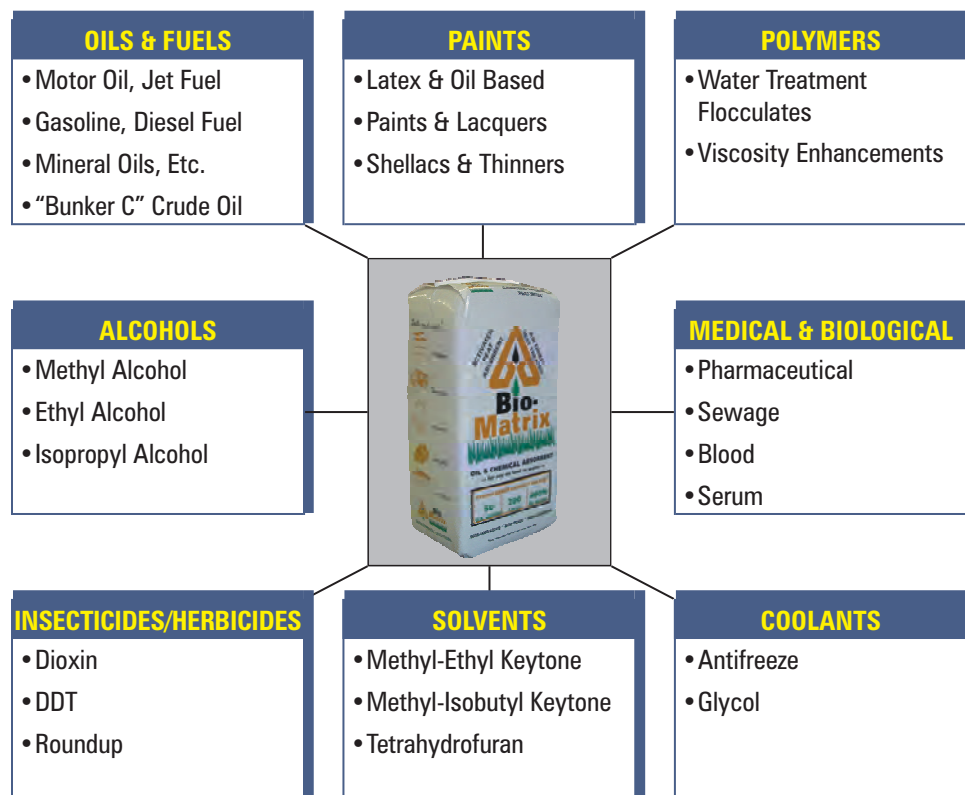 OILS & FUELS
• Motor Oil, Jet Fuel
• Gasoline, Diesel Fuel
• Mineral Oils, Etc.
• “Bunker C” Crude Oil
PAINTS
• Latex & Oil Based
• Paints & Lacquers
• Shellacs & Thinners
POLYMERS
• Water Treatment
Flocculates
• Viscosity Enhancements
ALCOHOLS
• Methyl Alcohol
• Ethyl Alcohol
• Isopropyl Alcohol
ACTIVATED
PEAT
ABSORBENT
Bio-
Matrix
OIL & CHEMICAL ABSORBENT
MEDICAL & BIOLOGICAL
• Pharmaceutical
• Sewage
• Blood
• Serum
INSECTICIDES/HERBICIDES
• Dioxin
• DDT
• Roundup
SOLVENTS
• Methyl-Ethyl Keytone
• Methyl-Isobutyl Keytone
• Tetrahydrofuran
COOLANTS
• Antifreeze
• Glycol